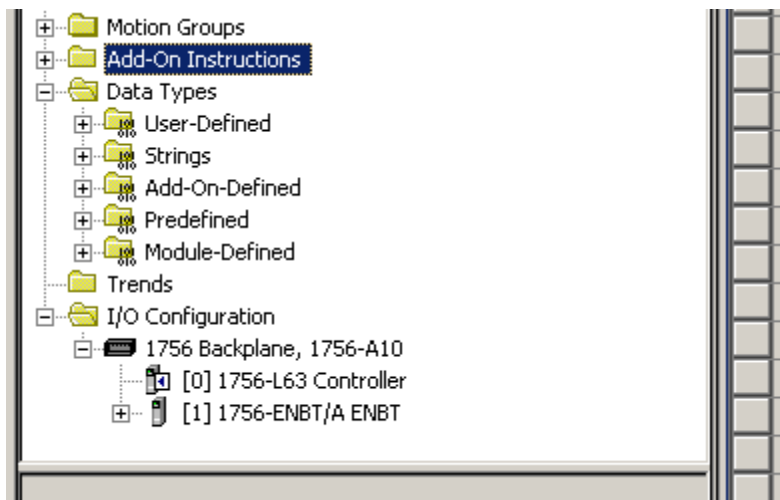 Motion Groups
Add-On Instructions
Data Types
User-Defined
Strings
Add-On-Defined
Predefined
Module-Defined
Trends
I/O Configuration
1756 Backplane, 1756-A10
[0] 1756-L63 Controller
[1] 1756-ENBT/A ENBT